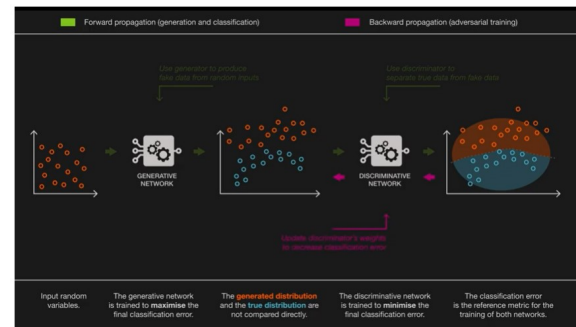 Forward propagation (generation and classification)
Backward propagation (adversarial training)
Use generator to produce
fake data from random inputs
Use discriminator to
separate true data from fake data
GENERATIVE
NETWORK
DISCRIMINATIVE
NETWORK
Update discriminator's weights
to decrease classification error
Input random
variables.
The generative network
is trained to maximise the
final classification error.
The generated distribution
and the true distribution are
not compared directly.
The discriminative network
is trained to minimise the
final classification error.
The classification error
is the reference metric for the
training of both networks.